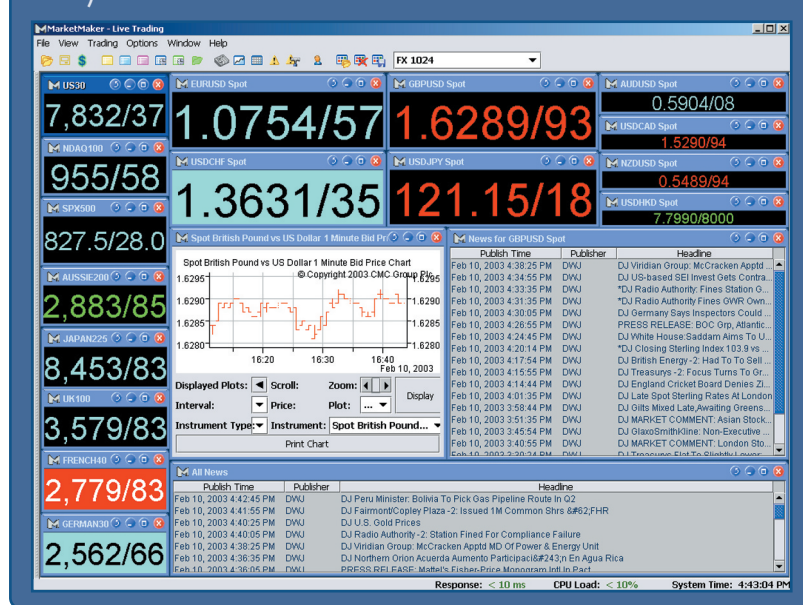 MarketMaker - Live Trading
File View Trading Options Window Help
FX 1024
US30
7,832/37
NDAQ100
955/58
SPX500
827.5/28.0
AUSSIE200
2,883/85
JAPAN225
8,453/83
UK100
3,579/83
FRENCH40
2,779/83
GERMAN30
2,562/66
EURUSD Spot
1.0754/57
GBPUSD Spot
1.6289/93
USDCHF Spot
1.3631/35
USDJPY Spot
121.15/18
AUDUSD Spot
0.5904/08
USDCAD Spot
1.5290/94
NZDUSD Spot
0.5489/94
USDHKD Spot
7.7990/8000
Spot British Pound vs US Dollar 1 Minute Bid Pri
Spot British Pound vs US Dollar 1 Minute Bid Price Chart
© Copyright 2003 CMC Group Plc
1.6295 1.6295
1.6290 1.6290
1.6285 1.6285
1.6280 1.6280
16:20 16:30 16:40
Feb 10, 2003
Displayed Plots: Scroll: Zoom: Display
Interval: Price: Plot: ...
Instrument Type: Instrument: Spot British Pound...
Print Chart
News for GBPUSD Spot
Publish Time Publisher Headline
Feb 10, 2003 4:38:25 PM DWJ DJ Viridian Group: McCracken Apptd ...
Feb 10, 2003 4:34:55 PM DWJ DJ US-based SEI Invest Gets Contra...
Feb 10, 2003 4:33:35 PM DWJ *DJ Radio Authority: Fines Station G...
Feb 10, 2003 4:31:35 PM DWJ *DJ Radio Authority Fines GWR Own...
Feb 10, 2003 4:30:05 PM DWJ DJ Germany Says Inspectors Could ...
Feb 10, 2003 4:26:55 PM DWJ PRESS RELEASE: BOC Grp, Atlantic...
Feb 10, 2003 4:24:45 PM DWJ DJ White House:Saddam Aims To U...
Feb 10, 2003 4:20:14 PM DWJ *DJ Closing Sterling Index 103.9 vs ...
Feb 10, 2003 4:17:54 PM DWJ DJ British Energy -2: Had To To Sell ...
Feb 10, 2003 4:15:55 PM DWJ DJ Treasurys -2: Focus Turns To Gr...
Feb 10, 2003 4:14:44 PM DWJ DJ England Cricket Board Denies Zi...
Feb 10, 2003 4:01:35 PM DWJ DJ Late Spot Sterling Rates At London
Feb 10, 2003 3:58:44 PM DWJ DJ Gilts Mixed Late,Awaiting Greens...
Feb 10, 2003 3:51:35 PM DWJ DJ MARKET COMMENT: Asian Stock...
Feb 10, 2003 3:45:54 PM DWJ DJ GlaxoSmithKline: Non-Executive ...
Feb 10, 2003 3:40:55 PM DWJ DJ MARKET COMMENT: London Sto...
All News
Publish Time Publisher Headline
Feb 10, 2003 4:42:45 PM DWJ DJ Peru Minister: Bolivia To Pick Gas Pipeline Route In Q2
Feb 10, 2003 4:41:55 PM DWJ DJ Fairmont/Copley Plaza -2: Issued 1M Common Shrs &#62;FHR
Feb 10, 2003 4:40:25 PM DWJ DJ U.S. Gold Prices
Feb 10, 2003 4:40:05 PM DWJ DJ Radio Authority -2: Station Fined For Compliance Failure
Feb 10, 2003 4:38:25 PM DWJ DJ Viridian Group: McCracken Apptd MD Of Power & Energy Unit
Feb 10, 2003 4:36:35 PM DWJ DJ Northern Orion Acuerda Aumento Participaci&#243;n En Agua Rica
Feb 10, 2003 4:36:05 PM DWJ PRESS RELEASE: Mattel's Fisher-Price Monogram Intl In Pact
Response: < 10 ms CPU Load: < 10% System Time: 4:43:04 PM